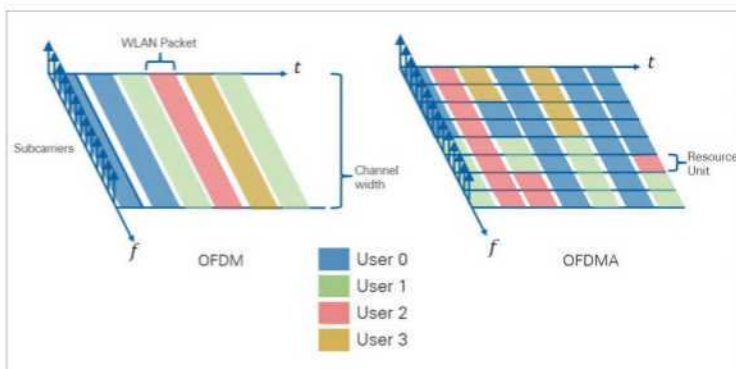 WLAN Packet
t
Subcarriers
Channel
width
f
OFDM
t
Resource
Unit
f
OFDMA
User 0
User 1
User 2
User 3